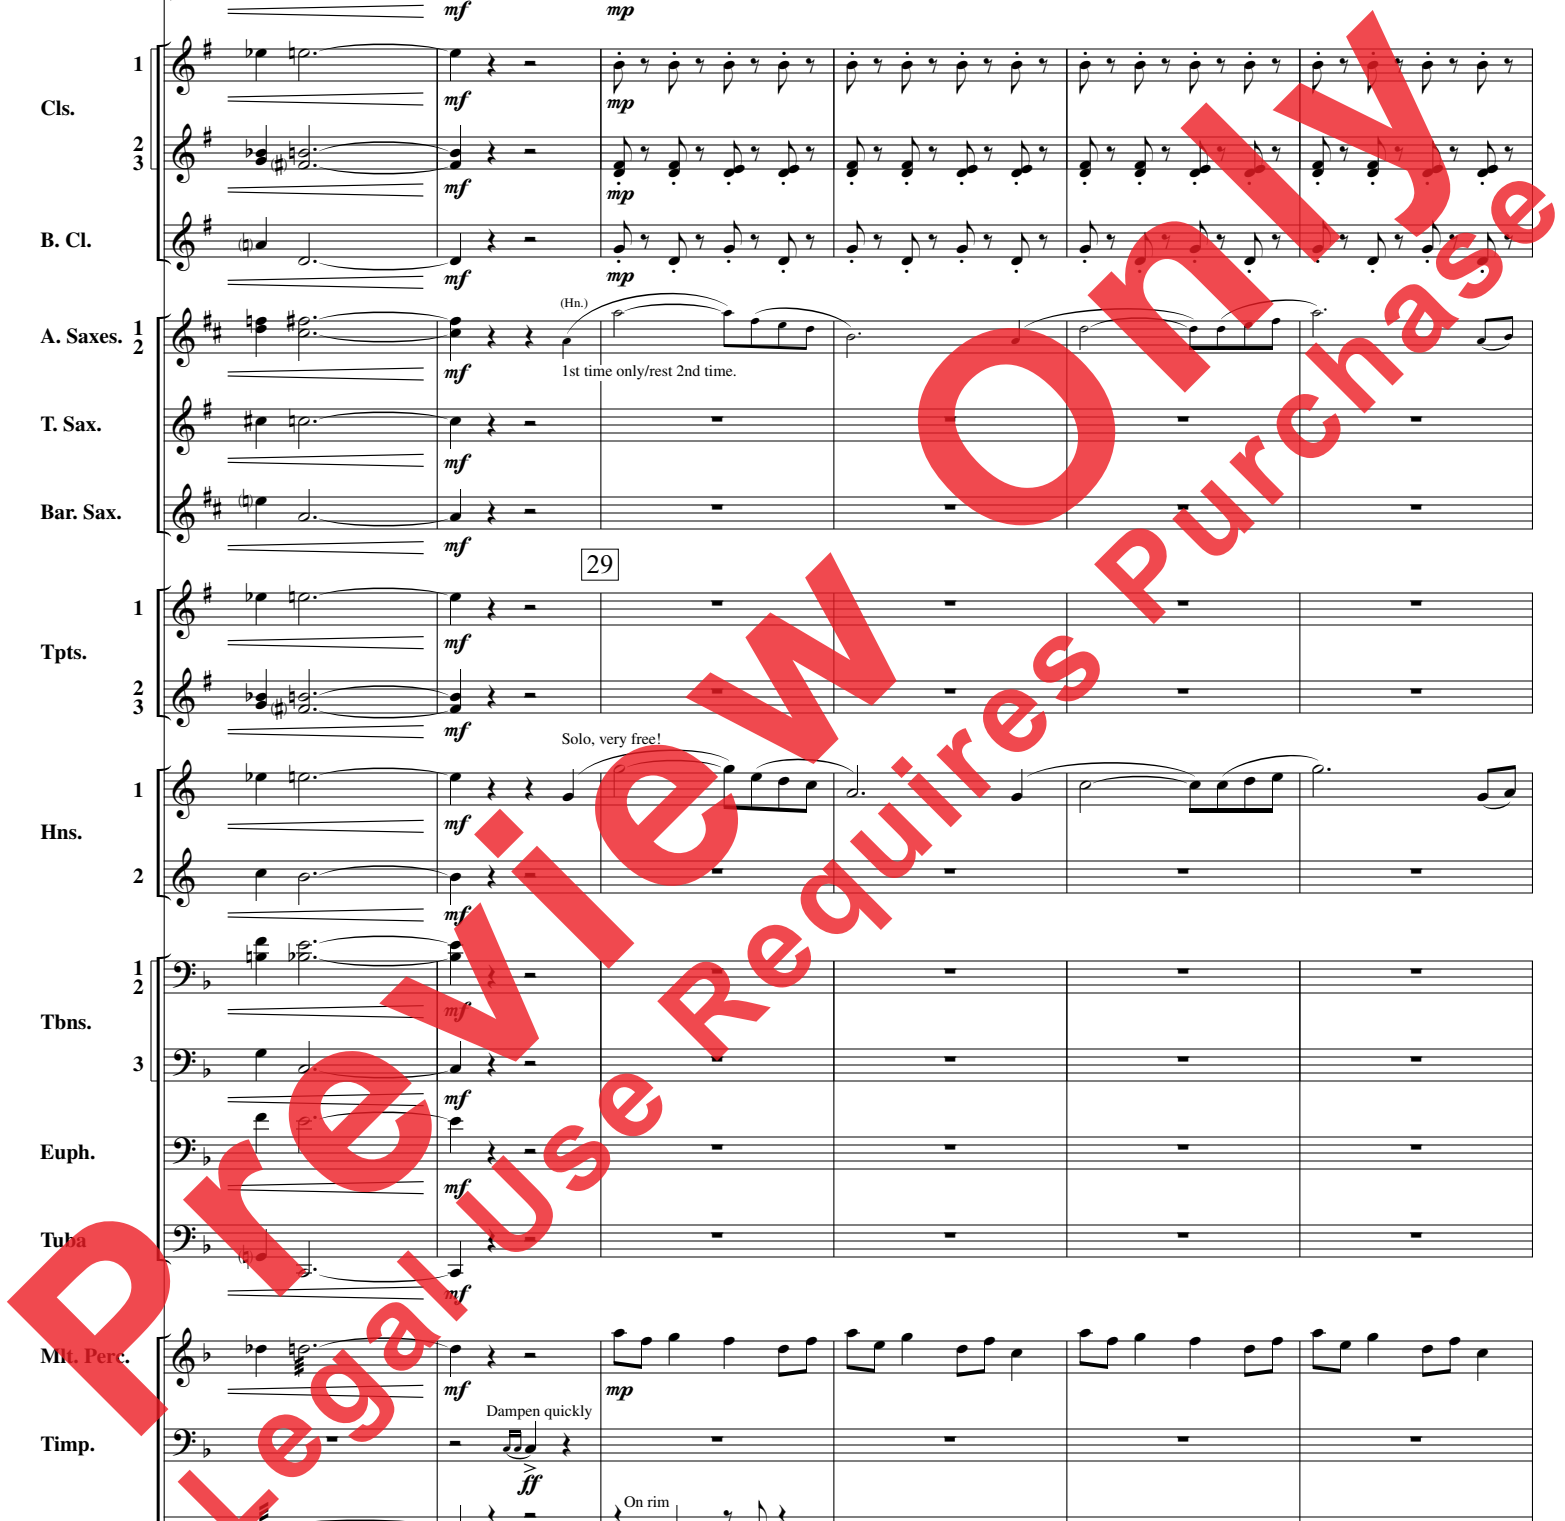 mf mp
1
Cls.
mf mp
2
3
mf mp
B. Cl.
mf mp
A. Saxes. 1
2
(Hn.)
mf
1st time only/rest 2nd time.
T. Sax.
mf
Bar. Sax.
mf
29
1
Tpts.
mf
2
3
mf
Solo, very free!
1
Hns.
mf
2
mf
1
2
Tbns.
mf
3
mf
Euph.
mf
Tuba
mf
Mlt. Perc.
mf mp
Dampen quickly
Timp.
ff
On rim
Preview Only
Legal Use Requires Purchase